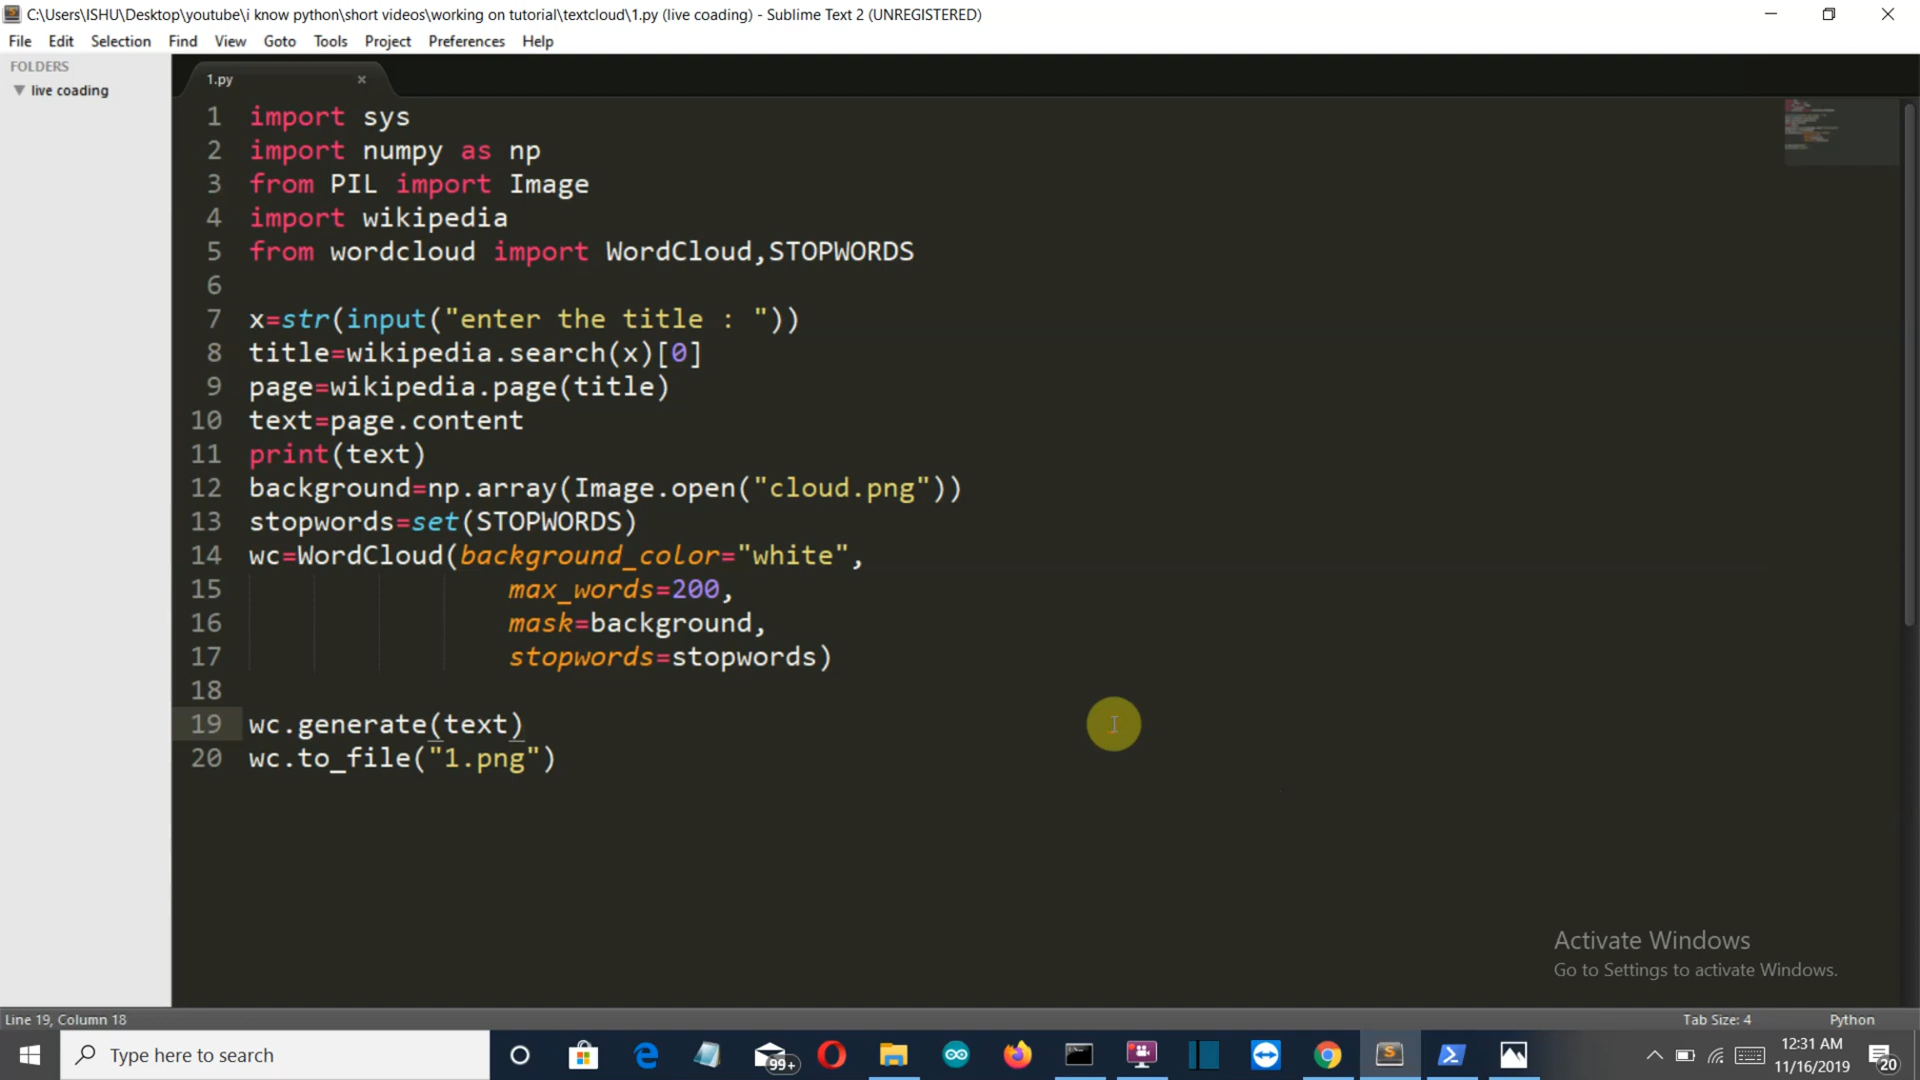 C:\Users\ISHU\Desktop\youtube\i know python\short videos\working on tutorial\textcloud\1.py (live coading) - Sublime Text 2 (UNREGISTERED)
File Edit Selection Find View Goto Tools Project Preferences Help
FOLDERS
live coading
1.py
1 import sys
2 import numpy as np
3 from PIL import Image
4 import wikipedia
5 from wordcloud import WordCloud,STOPWORDS
6
7 x=str(input("enter the title : "))
8 title=wikipedia.search(x)[0]
9 page=wikipedia.page(title)
10 text=page.content
11 print(text)
12 background=np.array(Image.open("cloud.png"))
13 stopwords=set(STOPWORDS)
14 wc=WordCloud(background_color="white",
15 max_words=200,
16 mask=background,
17 stopwords=stopwords)
18
19 wc.generate(text)
20 wc.to_file("1.png")
Activate Windows
Go to Settings to activate Windows.
Line 19, Column 18
Tab Size: 4
Python
Type here to search
99+
12:31 AM
11/16/2019
20